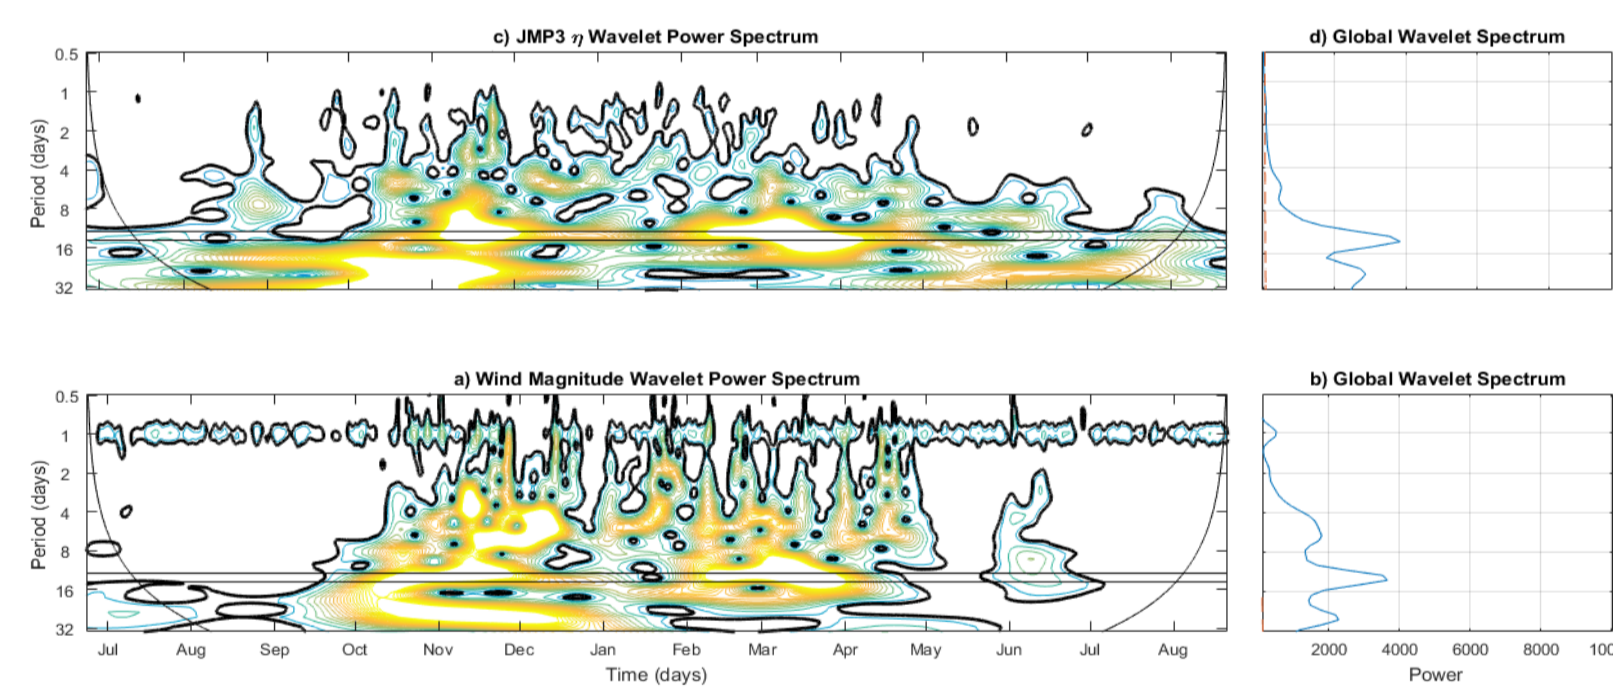 c) JMP3 η Wavelet Power Spectrum
d) Global Wavelet Spectrum
0.5
1
2
4
8
16
32
Period (days)
a) Wind Magnitude Wavelet Power Spectrum
b) Global Wavelet Spectrum
0.5
1
2
4
8
16
32
Period (days)
Jul Aug Sep Oct Nov Dec Jan Feb Mar Apr May Jun Jul Aug
Time (days)
2000 4000 6000 8000 100
Power